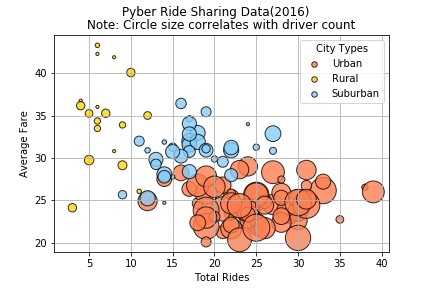 Pyber Ride Sharing Data(2016)
Note: Circle size correlates with driver count
City Types
Urban
Rural
Suburban
Average Fare
40
35
30
25
20
5
10
15
20
25
30
35
40
Total Rides